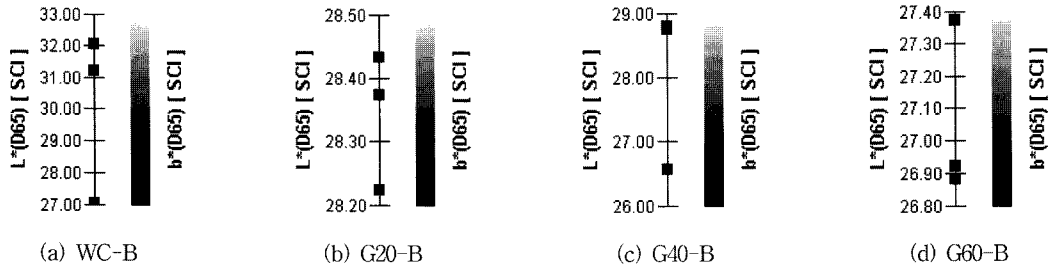 33.00
32.00
31.00
30.00
29.00
28.00
27.00
L*(D65) [ SCI ]
b*(D65) [ SCI ]
(a) WC-B
28.50
28.40
28.30
28.20
L*(D65) [ SCI ]
b*(D65) [ SCI ]
(b) G20-B
29.00
28.00
27.00
26.00
L*(D65) [ SCI ]
b*(D65) [ SCI ]
(c) G40-B
27.40
27.30
27.20
27.10
27.00
26.90
26.80
L*(D65) [ SCI ]
b*(D65) [ SCI ]
(d) G60-B